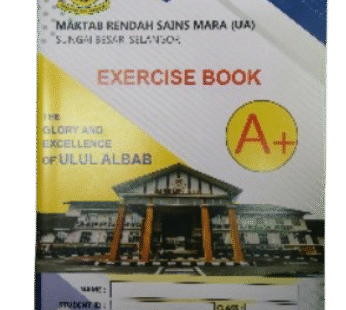 MAKTAB RENDAH SAINS MARA (UA)
SUNGAI BESAR, SELANGOR
EXERCISE BOOK
THE
GLORY AND
EXCELLENCE
OF ULUL ALBAB
A+
NAME :
STUDENT ID :
CLASS :